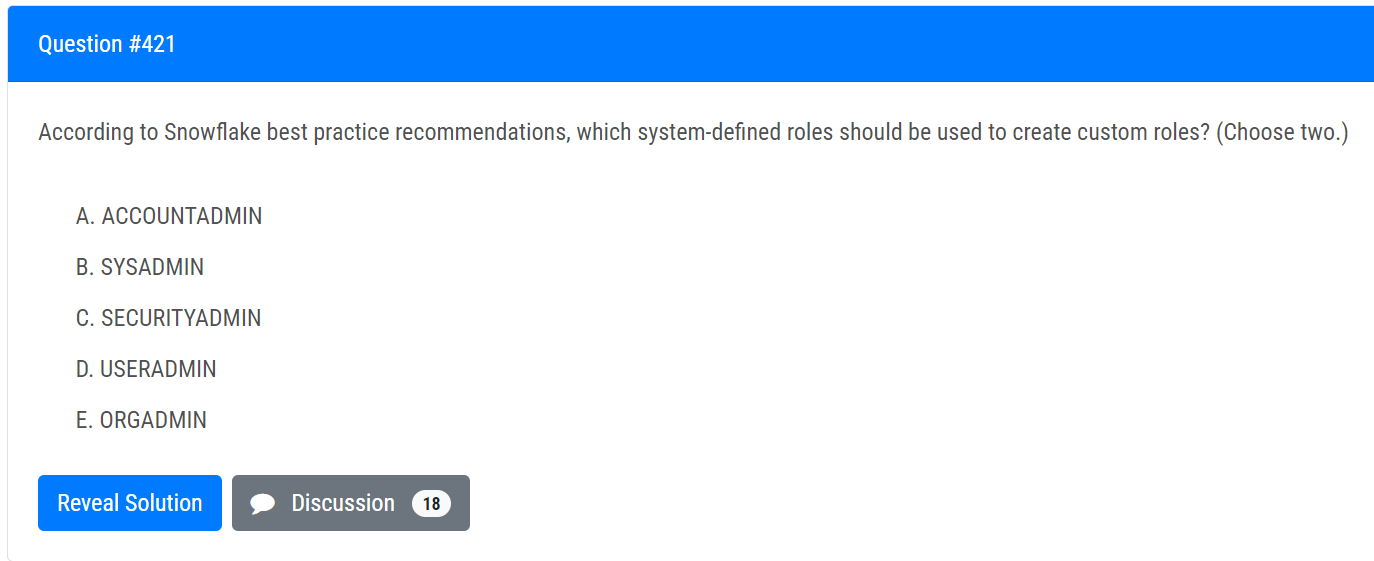 Question #421
According to Snowflake best practice recommendations, which system-defined roles should be used to create custom roles? (Choose two.)
A. ACCOUNTADMIN
B. SYSADMIN
C. SECURITYADMIN
D. USERADMIN
E. ORGADMIN
Reveal Solution Discussion 18